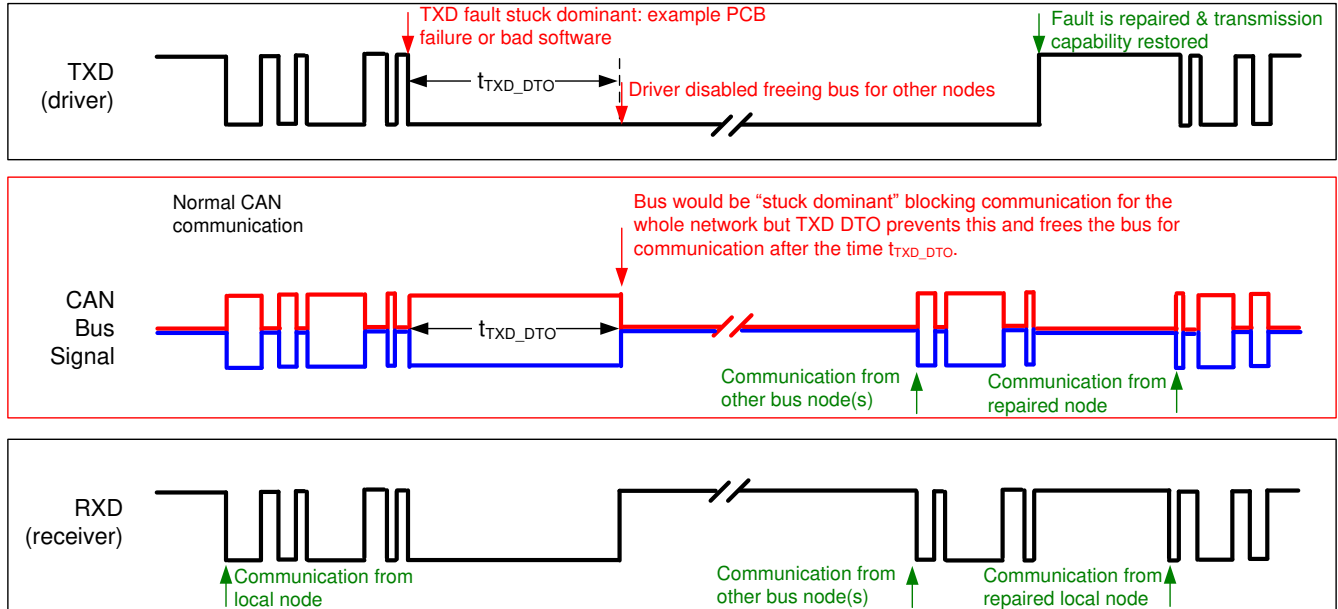 TXD fault stuck dominant: example PCB
failure or bad software
Fault is repaired & transmission
capability restored
TXD
(driver)
tTXD_DTO
Driver disabled freeing bus for other nodes
Normal CAN
communication
Bus would be “stuck dominant” blocking communication for the
whole network but TXD DTO prevents this and frees the bus for
communication after the time tTXD_DTO.
CAN
Bus
Signal
tTXD_DTO
Communication from
other bus node(s)
Communication from
repaired node
RXD
(receiver)
Communication from
local node
Communication from
other bus node(s)
Communication from
repaired local node